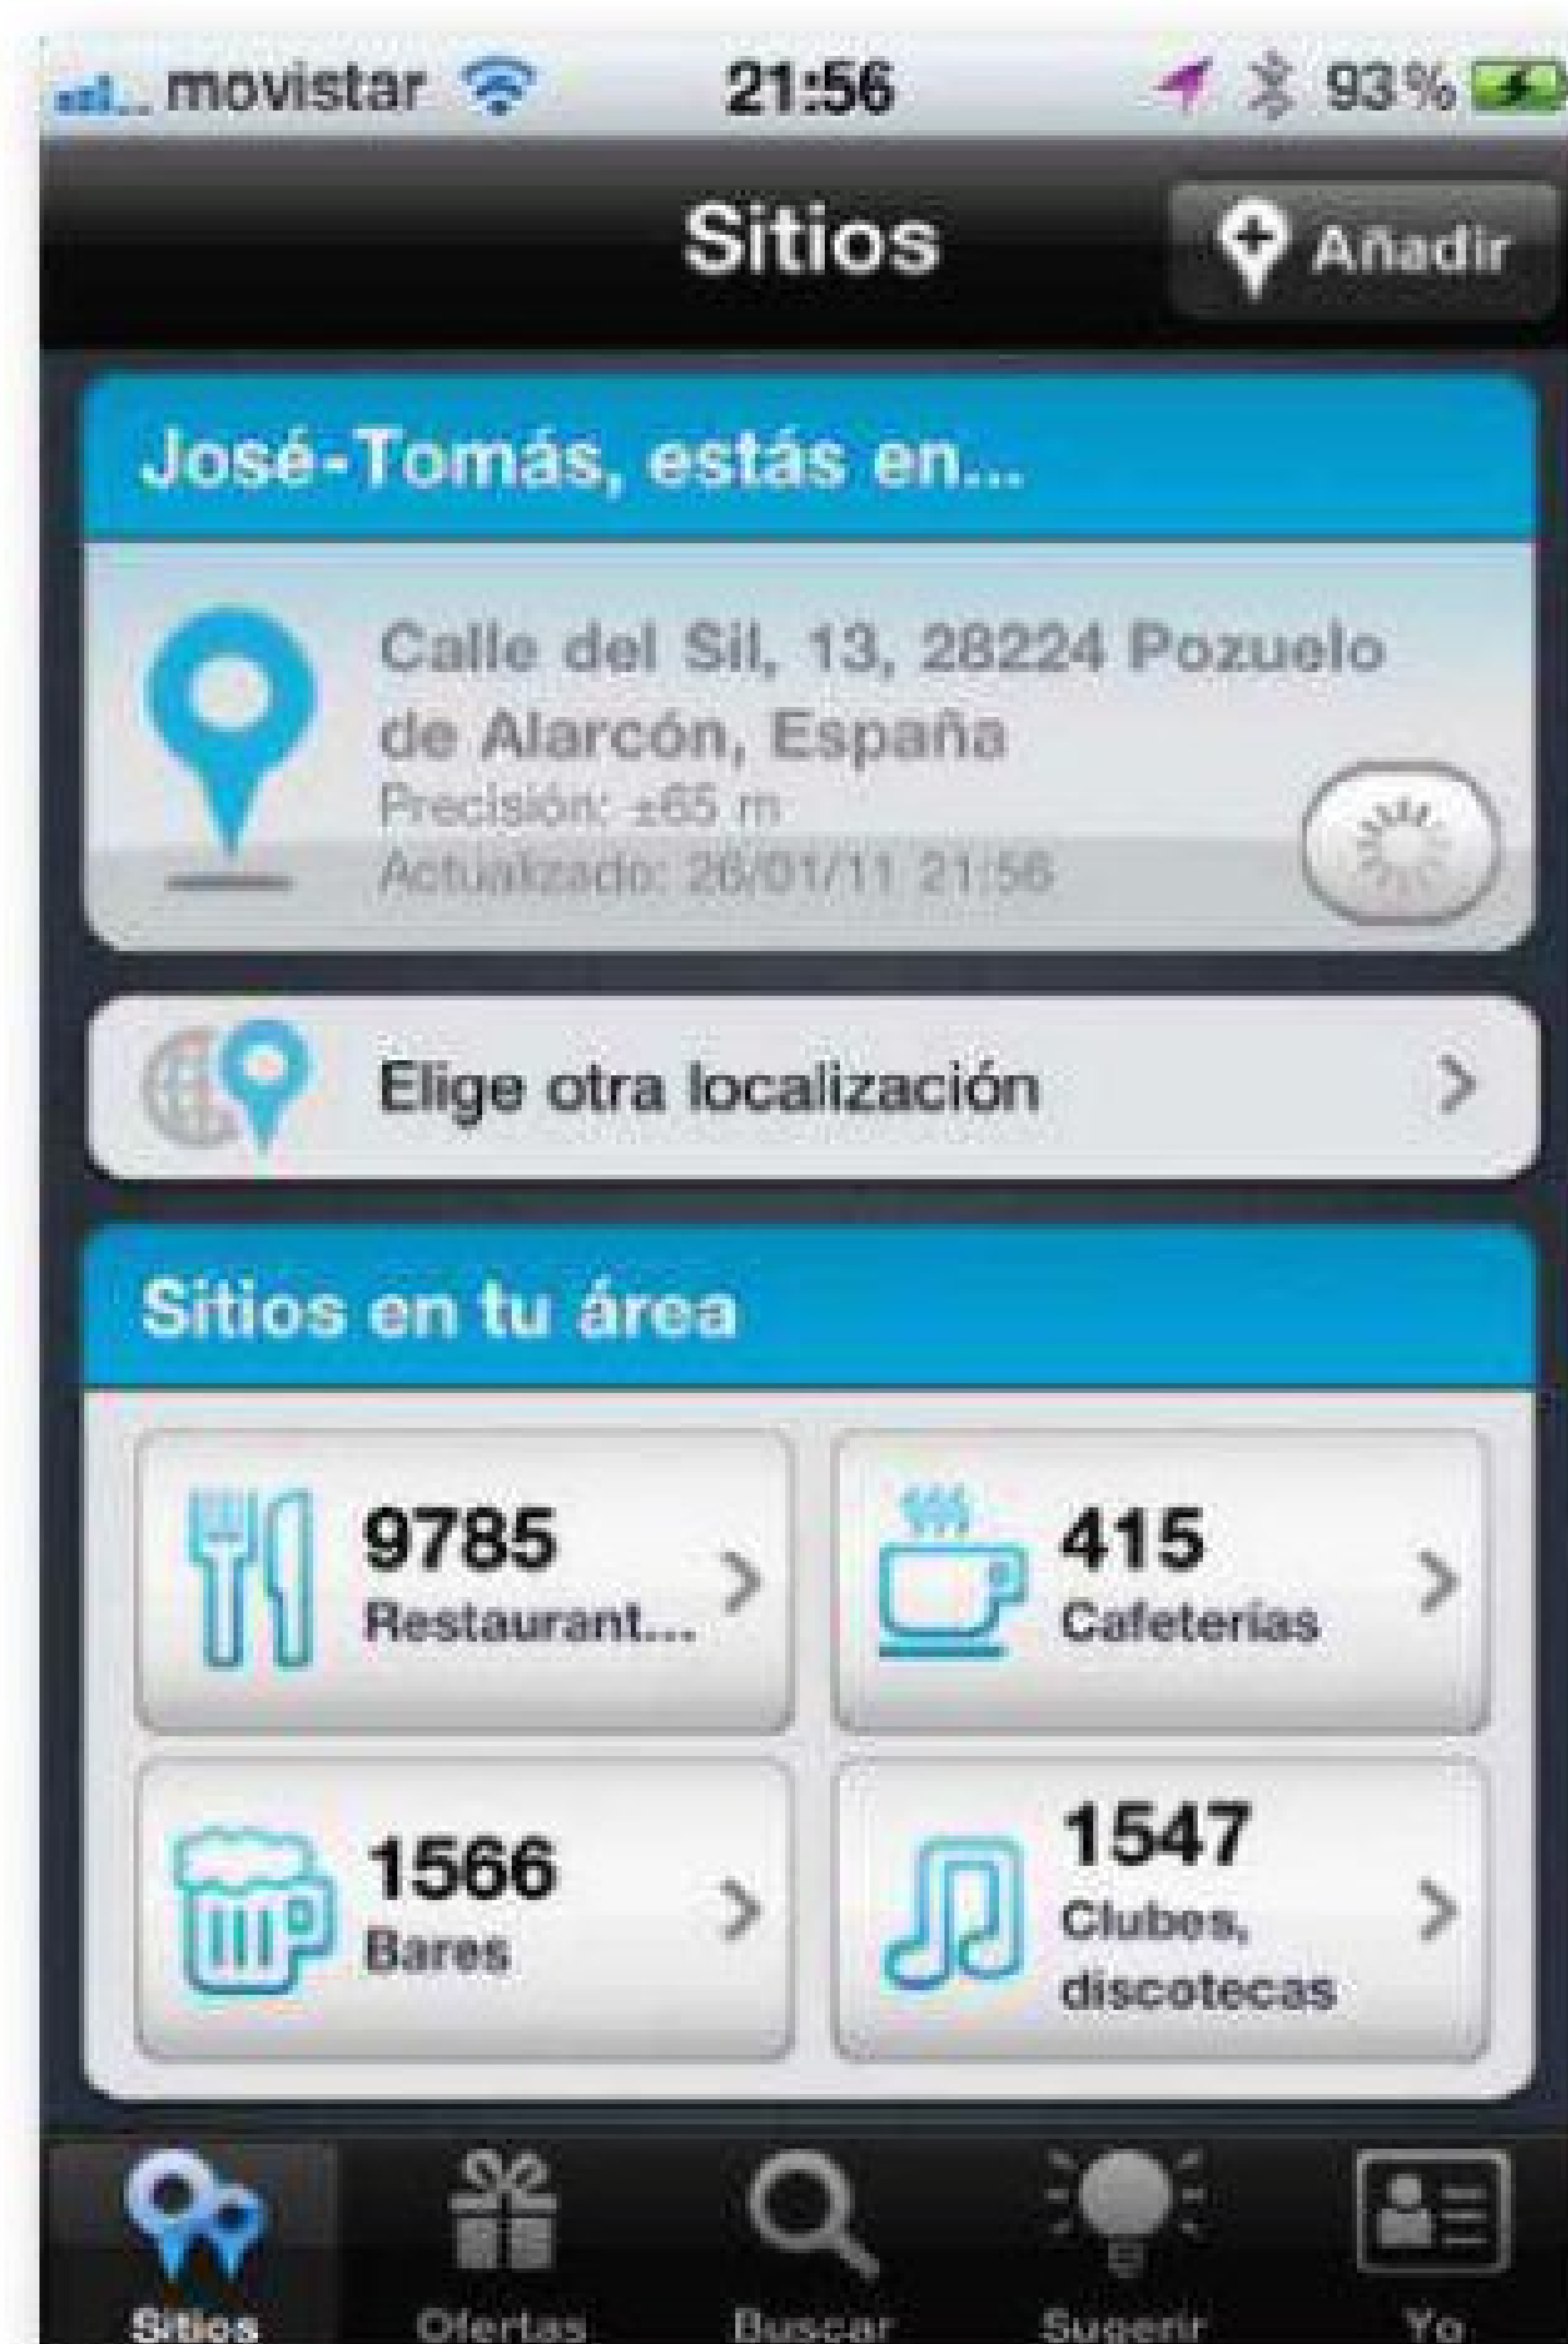 movistar 21:56 93%
Sitios Añadir
José-Tomás, estás en...
Calle del Sil, 13, 28224 Pozuelo
de Alarcón, España
Precisión: ±65 m
Actualizado: 26/01/11 21:56
Elige otra localización
Sitios en tu área
9785
Restaurant...
415
Cafeterías
1566
Bares
1547
Clubes,
discotecas
Sitios Ofertas Buscar Sugerir Yo